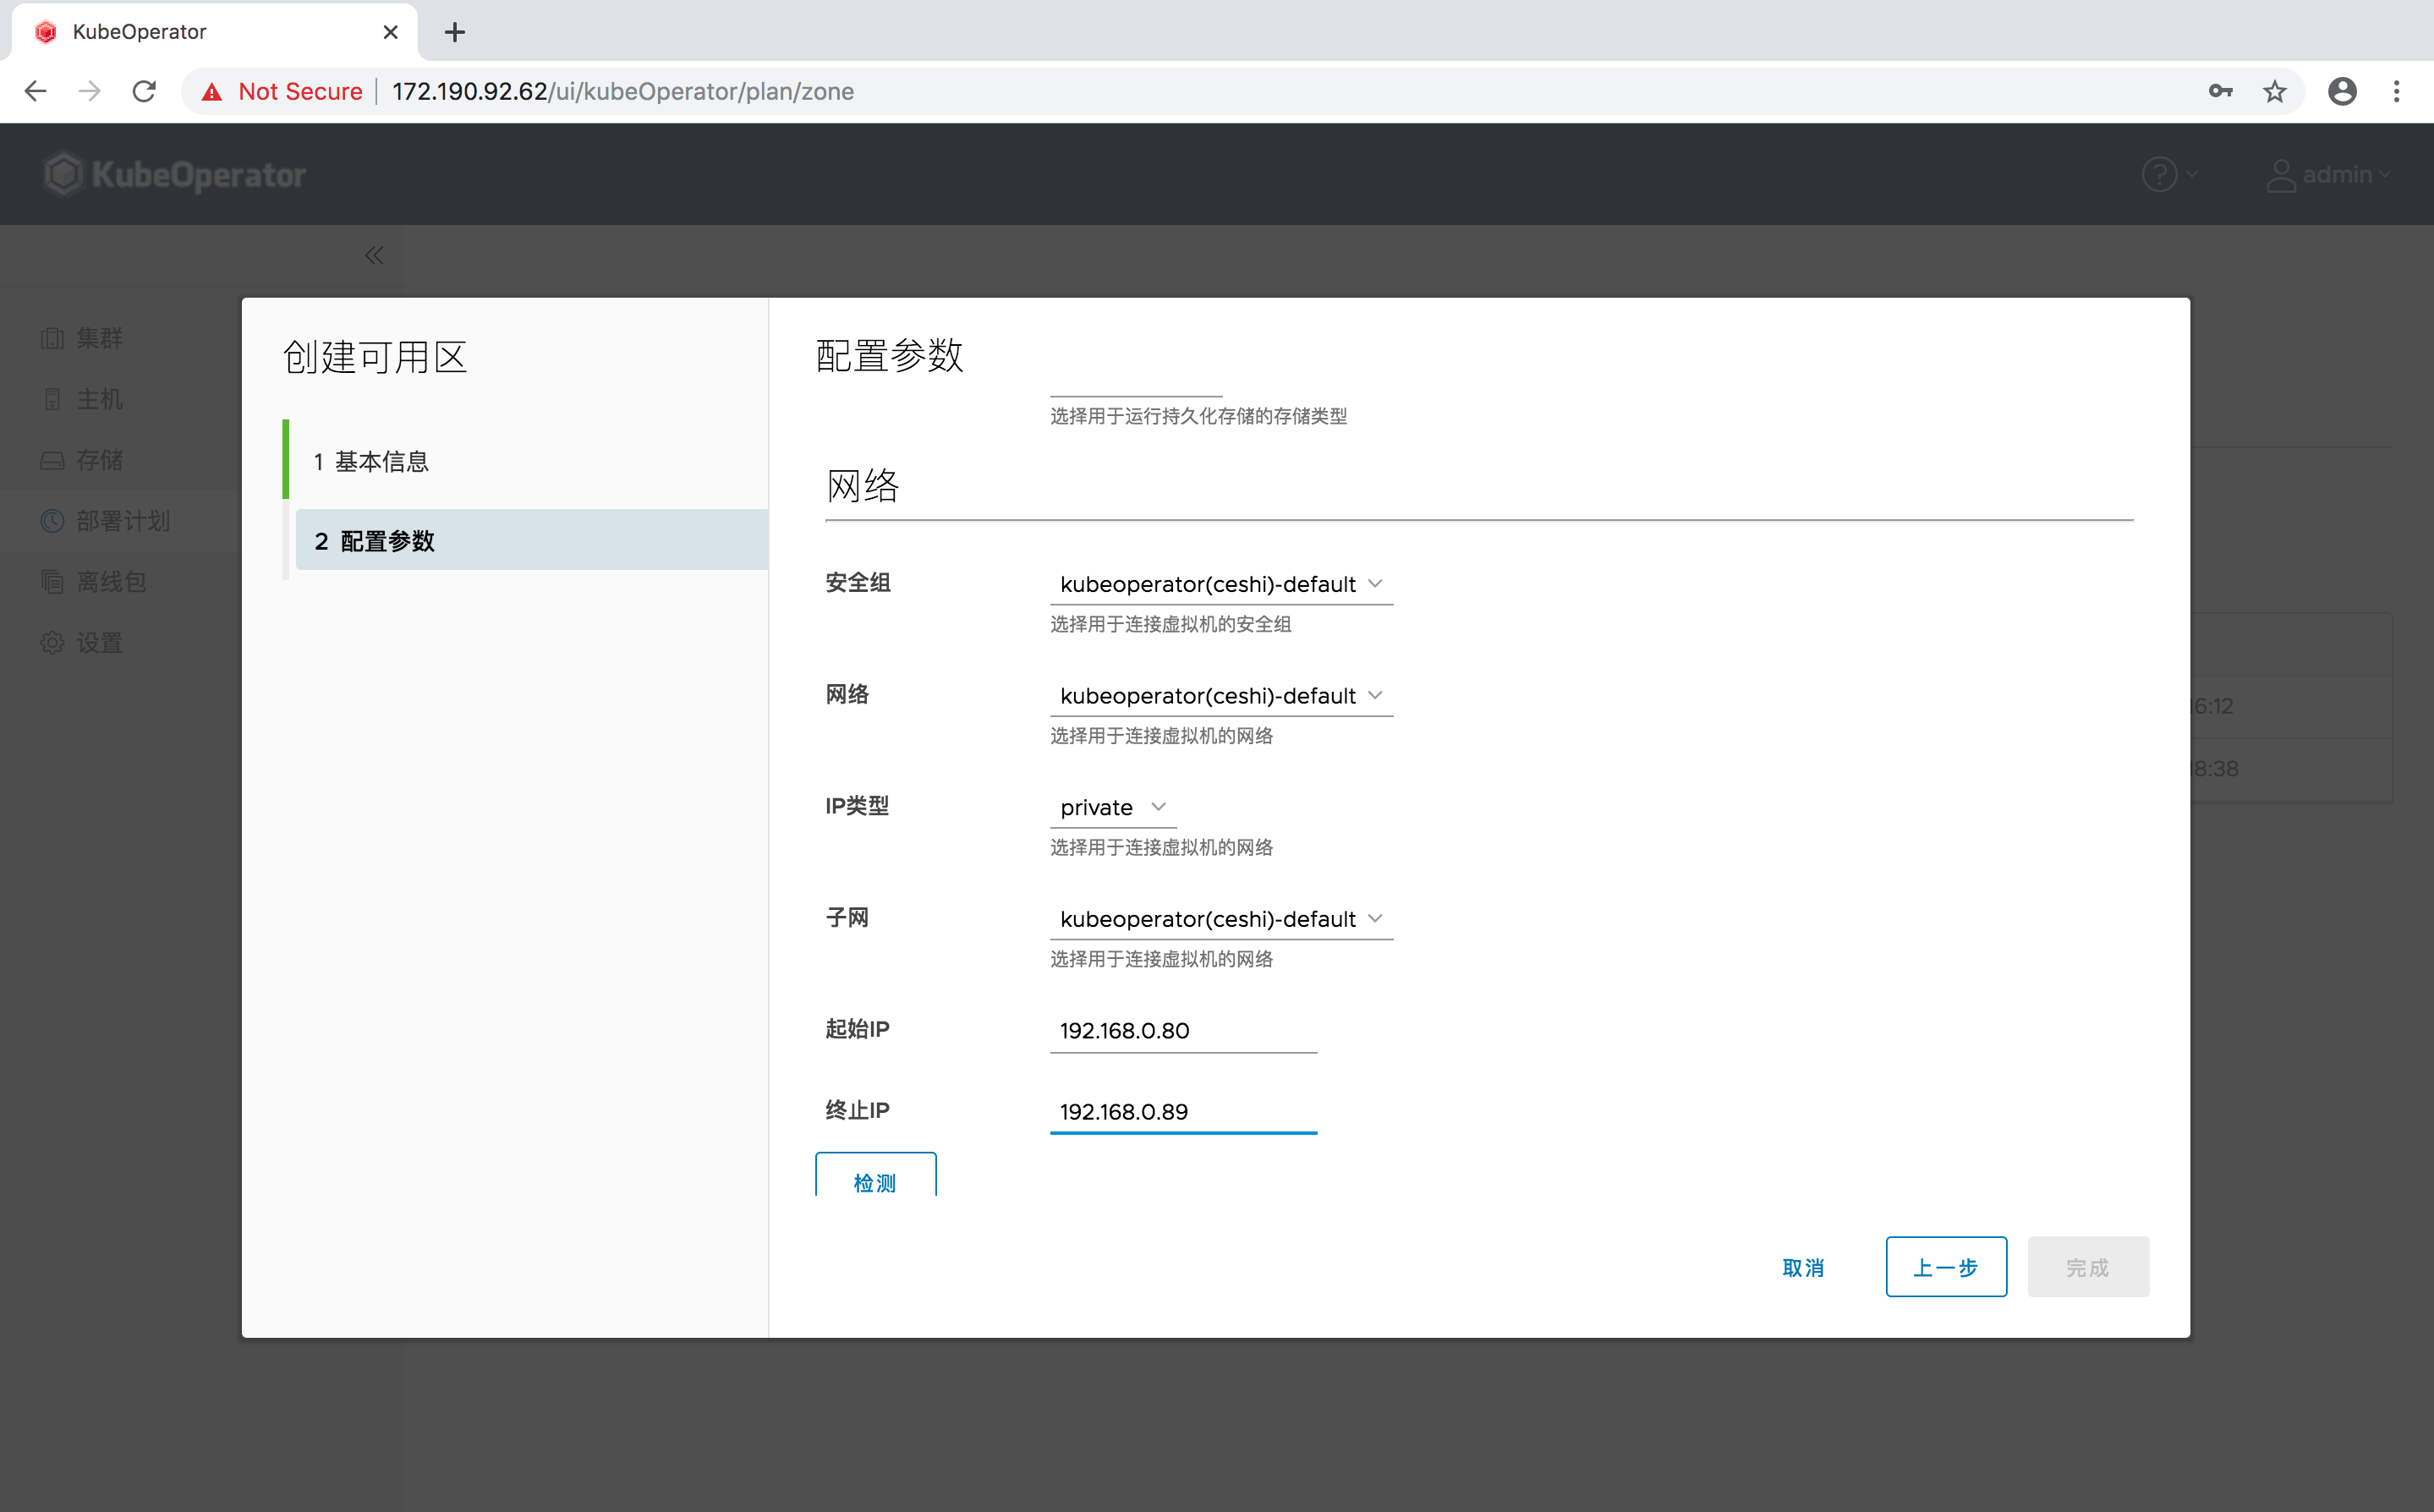 KubeOperator
Not Secure 172.190.92.62/ui/kubeOperator/plan/zone
KubeOperator
admin
集群
主机
存储
部署计划
离线包
设置
创建可用区
1 基本信息
2 配置参数
配置参数
选择用于运行持久化存储的存储类型
网络
安全组 kubeoperator(ceshi)-default
选择用于连接虚拟机的安全组
网络 kubeoperator(ceshi)-default
选择用于连接虚拟机的网络
IP类型 private
选择用于连接虚拟机的网络
子网 kubeoperator(ceshi)-default
选择用于连接虚拟机的网络
起始IP 192.168.0.80
终止IP 192.168.0.89
检测
取消 上一步 完成
6:12
8:38